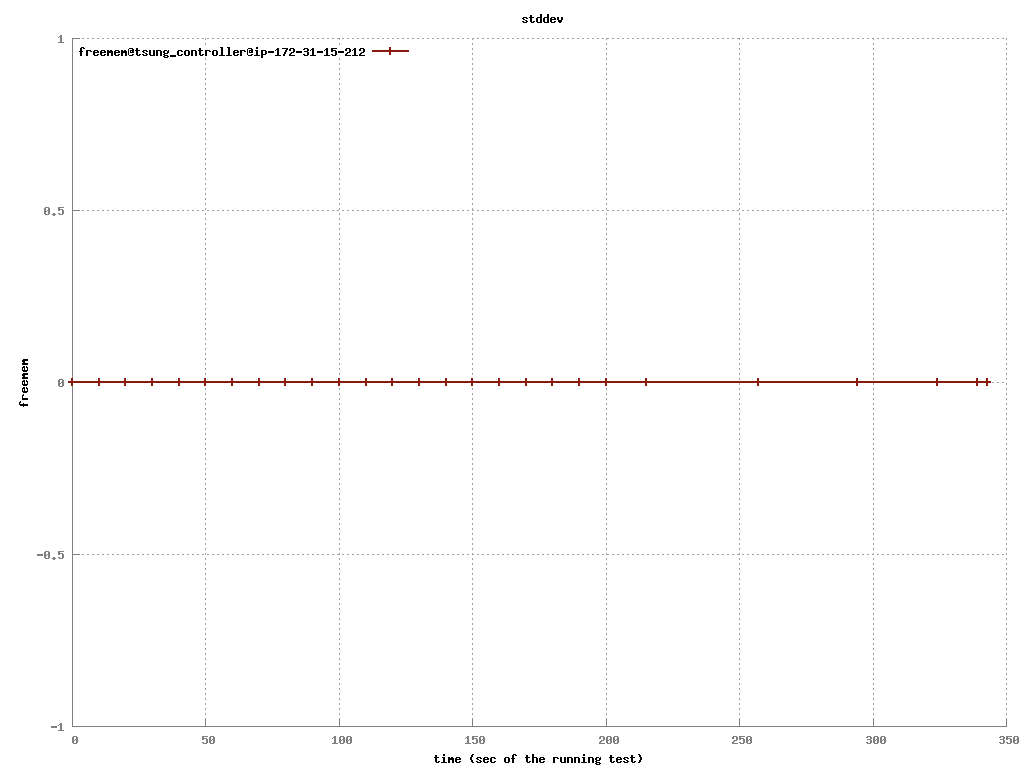 stddev
1
freemem@tsung_controller@ip-172-31-15-212
0.5
freemem
0
-0.5
-1
0 50 100 150 200 250 300 350
time (sec of the running test)